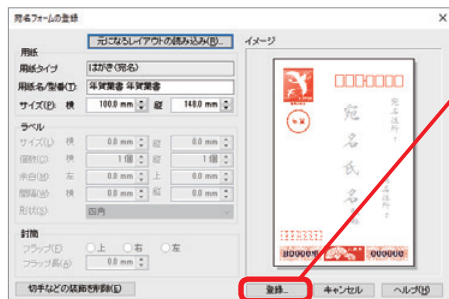 宛名フォームの登録
元になるレイアウトの読み込み(R)...
イメージ
用紙
用紙タイプ はがき(宛名)
用紙名/型番(T): 年賀葉書 年賀葉書
サイズ(P): 横 100.0 mm 縦 148.0 mm
ラベル
サイズ(L) 横 0.0 mm 縦 0.0 mm
個数(C): 横 1 個 縦 1 個
余白(M) 左 0.0 mm 上 0.0 mm
間隔(W) 横 0.0 mm 縦 0.0 mm
形状(S): 四角
封筒
フラップ(F) 上 右 左
フラップ長(A) 0.0 mm
切手などの装飾を削除(E)
宛名住所1
宛名氏名
年賀
登録... キャンセル ヘルプ(H)